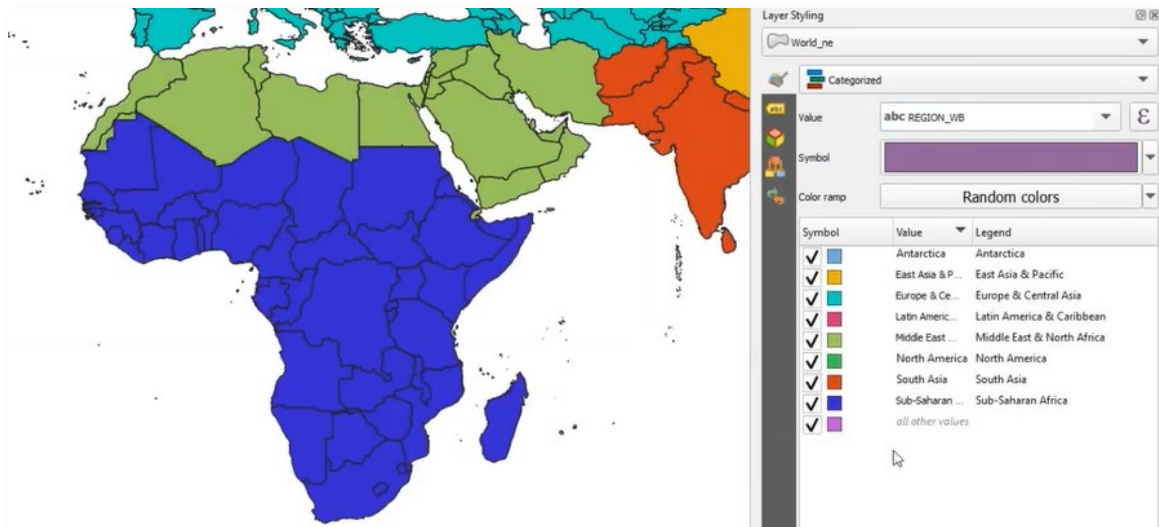 Layer Styling
World_ne
Categorized
abc
Value abc REGION_WB ε
Symbol
Color ramp Random colors
Symbol Value Legend
Antarctica Antarctica
East Asia & P... East Asia & Pacific
Europe & Ce... Europe & Central Asia
Latin Americ... Latin America & Caribbean
Middle East ... Middle East & North Africa
North America North America
South Asia South Asia
Sub-Saharan ... Sub-Saharan Africa
all other values